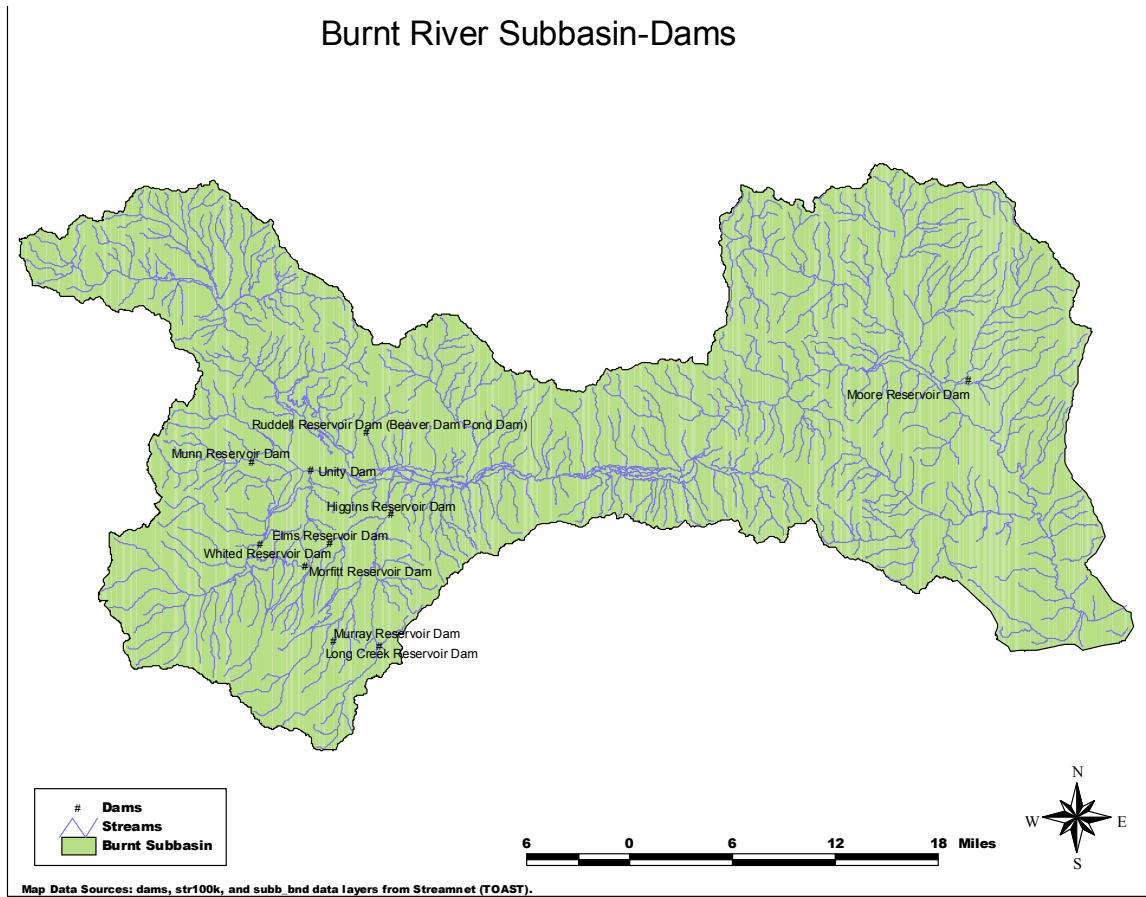 Burnt River Subbasin-Dams
Moore Reservoir Dam
Ruddell Reservoir Dam (Beaver Dam Pond Dam)
Munn Reservoir Dam
Unity Dam
Higgins Reservoir Dam
Elms Reservoir Dam
Whited Reservoir Dam
Morfitt Reservoir Dam
Murray Reservoir Dam
Long Creek Reservoir Dam
# Dams
Streams
Burnt Subbasin
N
W E
S
6 0 6 12 18 Miles
Map Data Sources: dams, str100k, and subb_bnd data layers from Streamnet (TOAST).